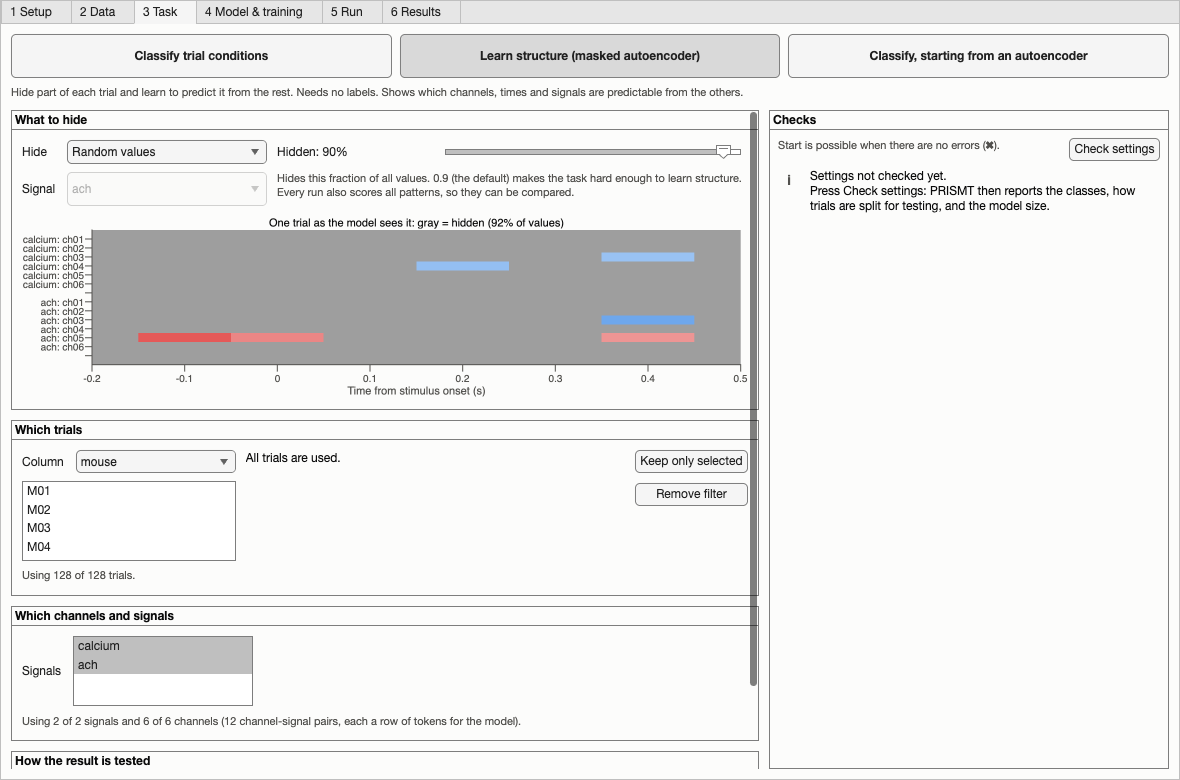 1 Setup
2 Data
3 Task
4 Model & training
5 Run
6 Results
Classify trial conditions
Learn structure (masked autoencoder)
Classify, starting from an autoencoder
Hide part of each trial and learn to predict it from the rest. Needs no labels. Shows which channels, times and signals are predictable from the others.
What to hide
Hide
Random values
Hidden: 90%
Signal
ach
Hides this fraction of all values. 0.9 (the default) makes the task hard enough to learn structure.
Every run also scores all patterns, so they can be compared.
One trial as the model sees it: gray = hidden (92% of values)
calcium: ch01
calcium: ch02
calcium: ch03
calcium: ch04
calcium: ch05
calcium: ch06
ach: ch01
ach: ch02
ach: ch03
ach: ch04
ach: ch05
ach: ch06
-0.2
-0.1
0
0.1
0.2
0.3
0.4
0.5
Time from stimulus onset (s)
Which trials
Column
mouse
All trials are used.
Keep only selected
Remove filter
M01
M02
M03
M04
Using 128 of 128 trials.
Which channels and signals
Signals
calcium
ach
Using 2 of 2 signals and 6 of 6 channels (12 channel-signal pairs, each a row of tokens for the model).
How the result is tested
Checks
Start is possible when there are no errors (✖).
Check settings
i
Settings not checked yet.
Press Check settings: PRISMT then reports the classes, how
trials are split for testing, and the model size.